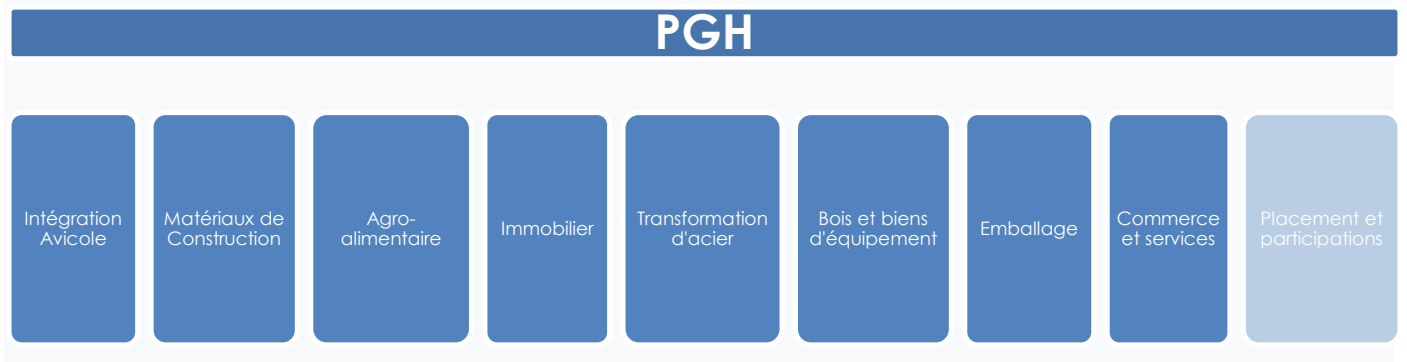 PGH
Intégration
Avicole
Matériaux de
Construction
Agro-
alimentaire
Immobilier
Transformation
d'acier
Bois et biens
d'équipement
Emballage
Commerce
et services
Placement et
participations